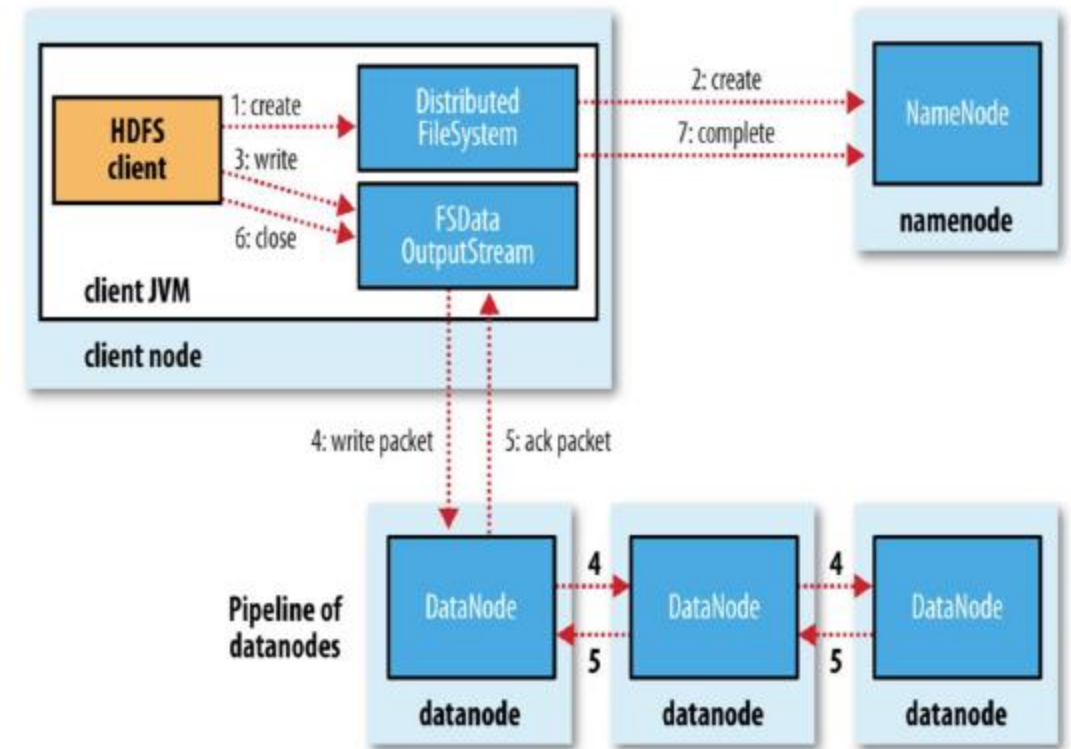 HDFS
client
1: create
3: write
6: close
Distributed
FileSystem
FSData
OutputStream
client JVM
client node
2: create
7: complete
NameNode
namenode
4: write packet
5: ack packet
Pipeline of
datanodes
DataNode
datanode
4
5
DataNode
datanode
4
5
DataNode
datanode